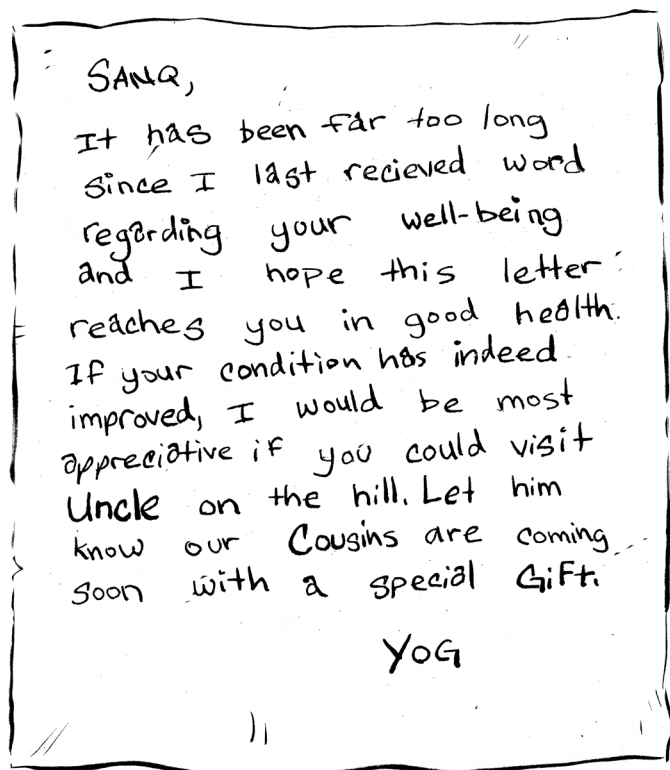 SANQ,
It has been far too long
since I last recieved word
regarding your well-being
and I hope this letter
reaches you in good health.
If your condition has indeed
improved, I would be most
appreciative if you could visit
Uncle on the hill. Let him
know our Cousins are coming
soon with a special Gift.
YOG